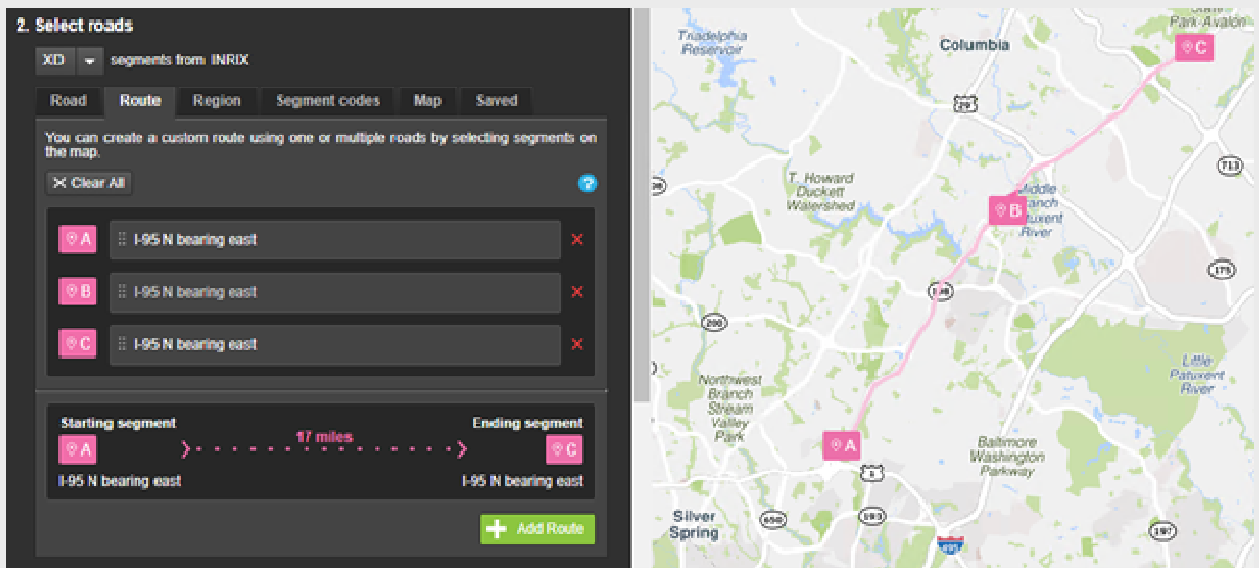 2. Select roads
XD
segments from INRIX
Road
Route
Region
Segment codes
Map
Saved
You can create a custom route using one or multiple roads by selecting segments on
the map.
Clear All
?
A
I-95 N bearing east
B
I-95 N bearing east
C
I-95 N bearing east
Starting segment
Ending segment
A
17 miles
C
I-95 N bearing east
I-95 N bearing east
Add Route
Park Avalon
Triadelphia
Reservoir
Columbia
C
29
713
T. Howard
Duckett
Watershed
Middle
Patuxent
River
B
175
198
200
Little
Patuxent
River
Northwest
Branch
Stream
Valley
Park
A
1
Baltimore
Washington
Parkway
Silver
Spring
650
193
197
495